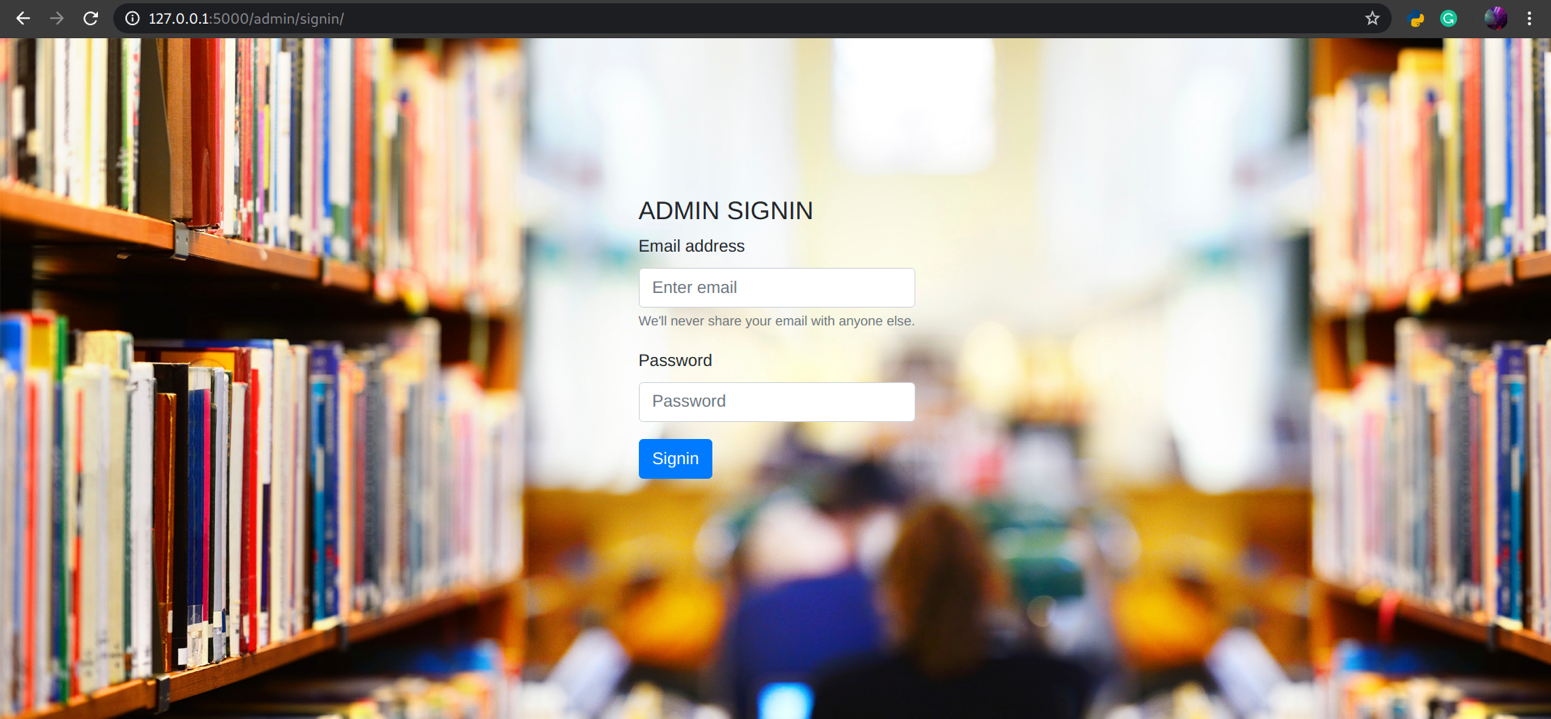 127.0.0.1:5000/admin/signin/
ADMIN SIGNIN
Email address
Enter email
We'll never share your email with anyone else.
Password
Password
Signin